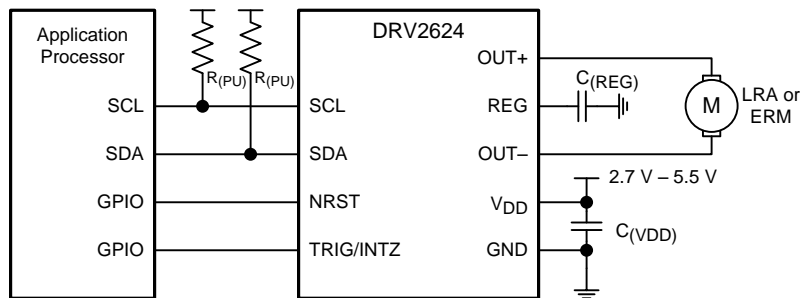 Application
Processor
SCL
SDA
GPIO
GPIO
R(PU)
R(PU)
DRV2624
SCL
SDA
NRST
TRIG/INTZ
OUT+
REG
OUT–
VDD
GND
C(REG)
M
LRA or
ERM
2.7 V – 5.5 V
C(VDD)